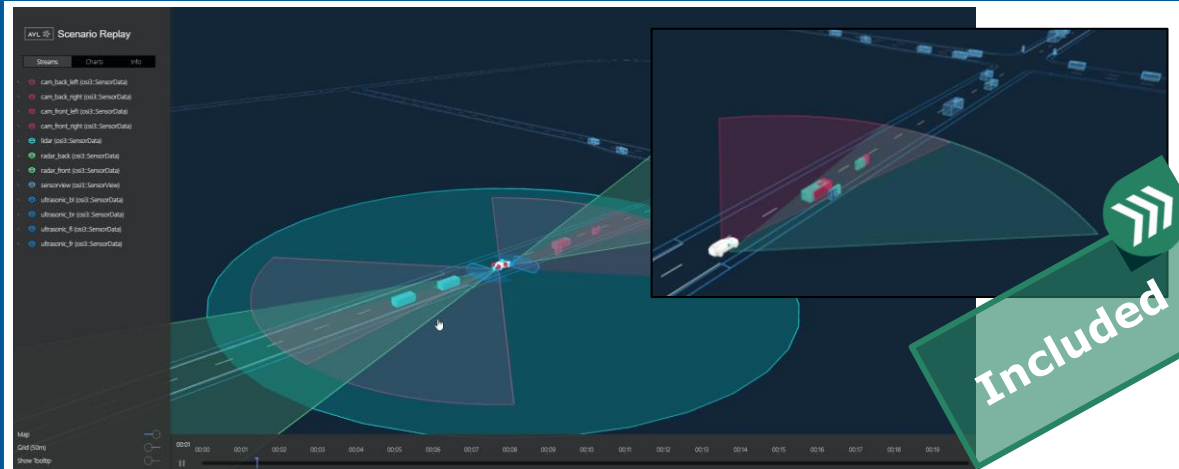 AVL Scenario Replay
Streams Charts Info
cam_back_left (osi3::SensorData)
cam_back_right (osi3::SensorData)
cam_front_left (osi3::SensorData)
cam_front_right (osi3::SensorData)
lidar (osi3::SensorData)
radar_back (osi3::SensorData)
radar_front (osi3::SensorData)
sensorview (osi3::SensorView)
ultrasonic_bl (osi3::SensorData)
ultrasonic_br (osi3::SensorData)
ultrasonic_fl (osi3::SensorData)
ultrasonic_fr (osi3::SensorData)
Included
Map
Grid (50m)
Show Tooltip
00:01
00:00 00:01 00:02 00:03 00:04 00:05 00:06 00:07 00:08 00:09 00:10 00:11 00:12 00:13 00:14 00:15 00:16 00:17 00:18 00:19